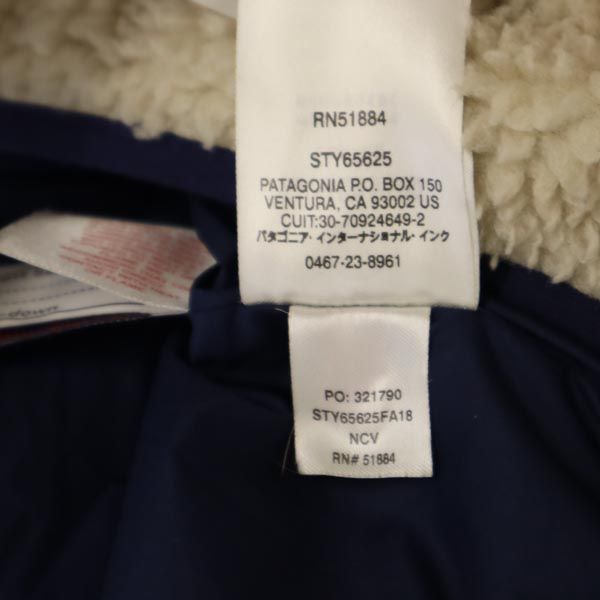 RN51884
STY65625
PATAGONIA P.O. BOX 150
VENTURA, CA 93002 US
CUIT:30-70924649-2
パタゴニア・インターナショナル・インク
0467-23-8961
down
PO: 321790
STY65625FA18
NCV
RN# 51884